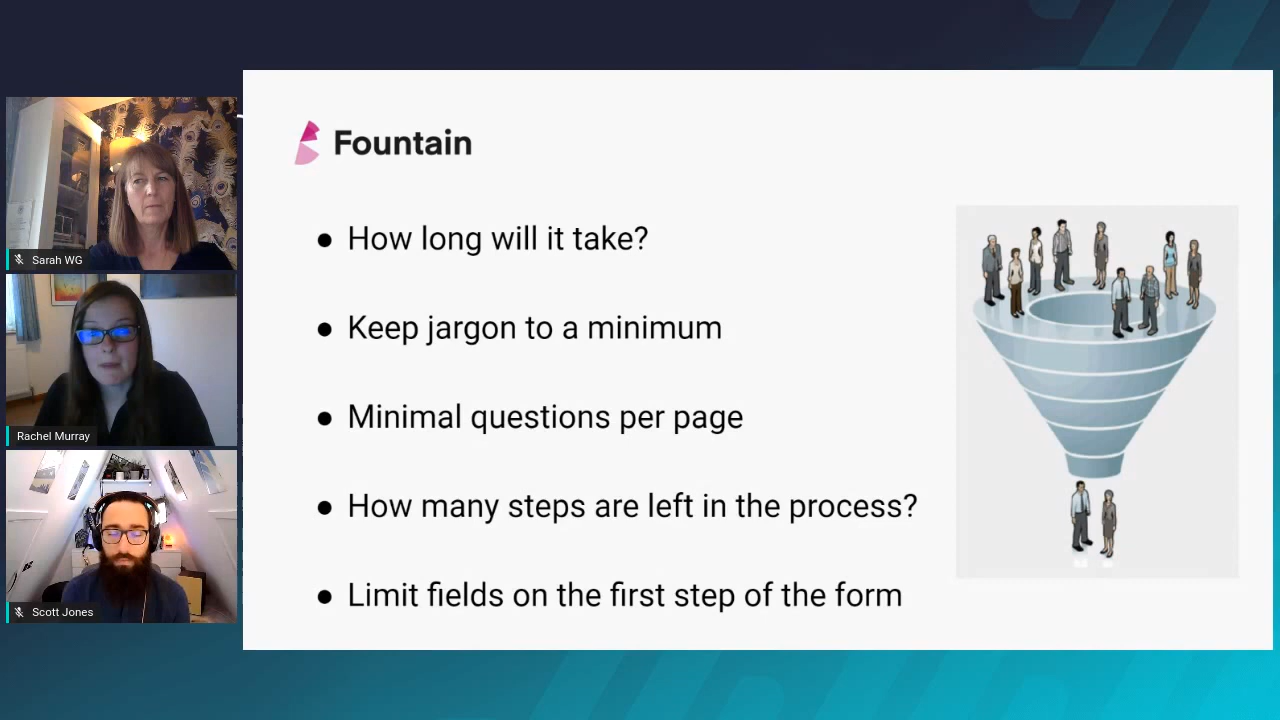 Fountain
● How long will it take?
● Keep jargon to a minimum
● Minimal questions per page
● How many steps are left in the process?
● Limit fields on the first step of the form
Sarah WG
Rachel Murray
Scott Jones